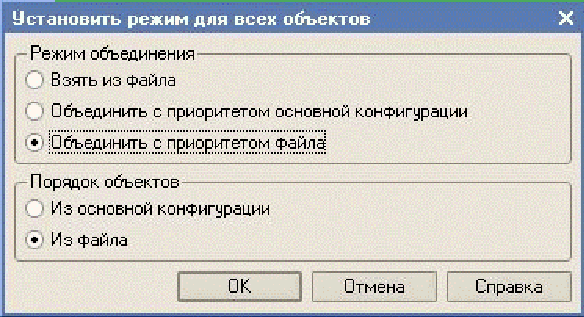 Установить режим для всех объектов
Режим объединения
Взять из файла
Объединить с приоритетом основной конфигурации
Объединить с приоритетом файла
Порядок объектов
Из основной конфигурации
Из файла
OK
Отмена
Справка